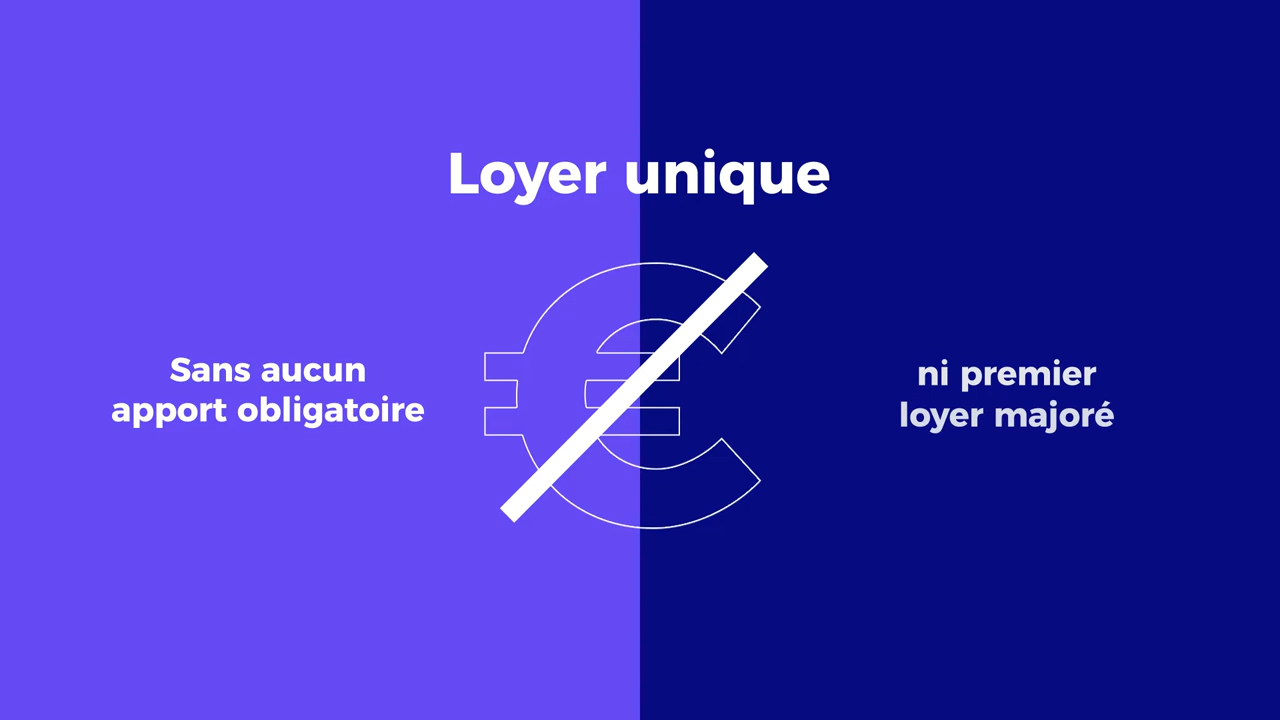 Loyer unique
Sans aucun
apport obligatoire
ni premier
loyer majoré